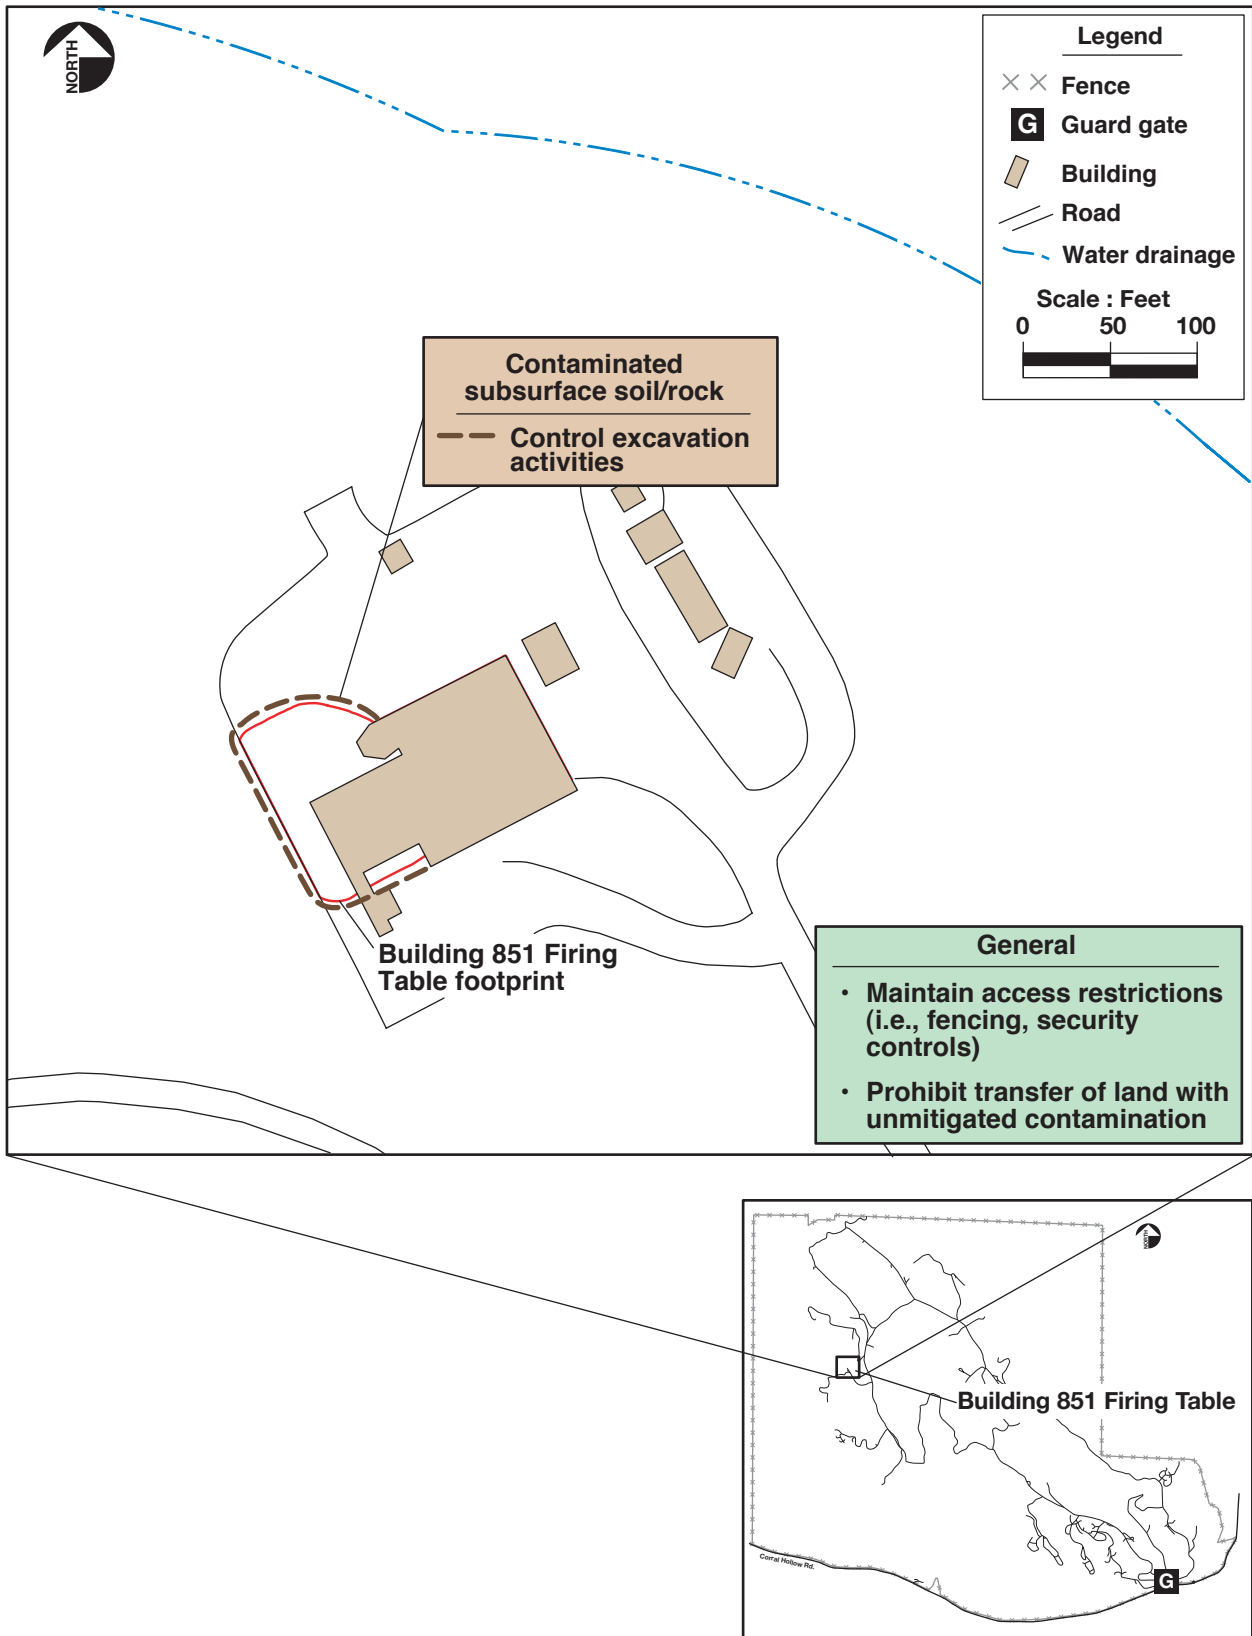 NORTH
Legend
Fence
G Guard gate
Building
Road
Water drainage
Scale : Feet
0 50 100
Contaminated
subsurface soil/rock
Control excavation
activities
Building 851 Firing
Table footprint
General
• Maintain access restrictions
(i.e., fencing, security
controls)
• Prohibit transfer of land with
unmitigated contamination
NORTH
Building 851 Firing Table
Corral Hollow Rd.
G